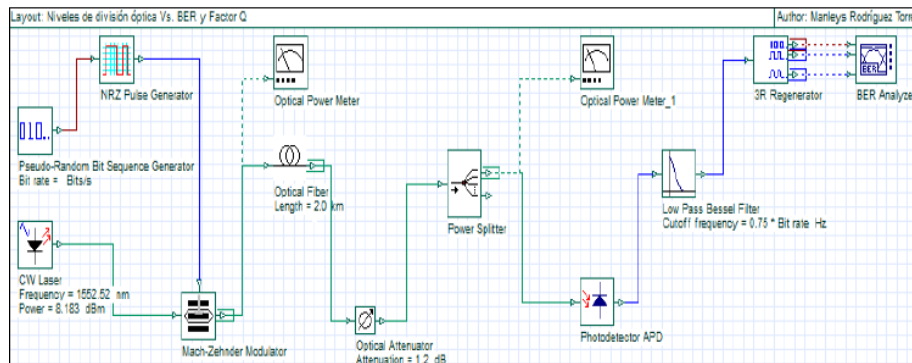 Layout: Niveles de división óptica Vs. BER y Factor Q
Author: Manleys Rodríguez Torre
NRZ Pulse Generator
Optical Power Meter
Optical Power Meter_1
3R Regenerator
BER Analyze
Pseudo-Random Bit Sequence Generator
Bit rate = Bits/s
Optical Fiber
Length = 2.0 km
Power Splitter
Low Pass Bessel Filter
Cutoff frequency = 0.75 * Bit rate Hz
CW Laser
Frequency = 1552.52 nm
Power = 8.183 dBm
Mach-Zehnder Modulator
Optical Attenuator
Attenuation = 1.2 dB
Photodetector APD
010..
BER